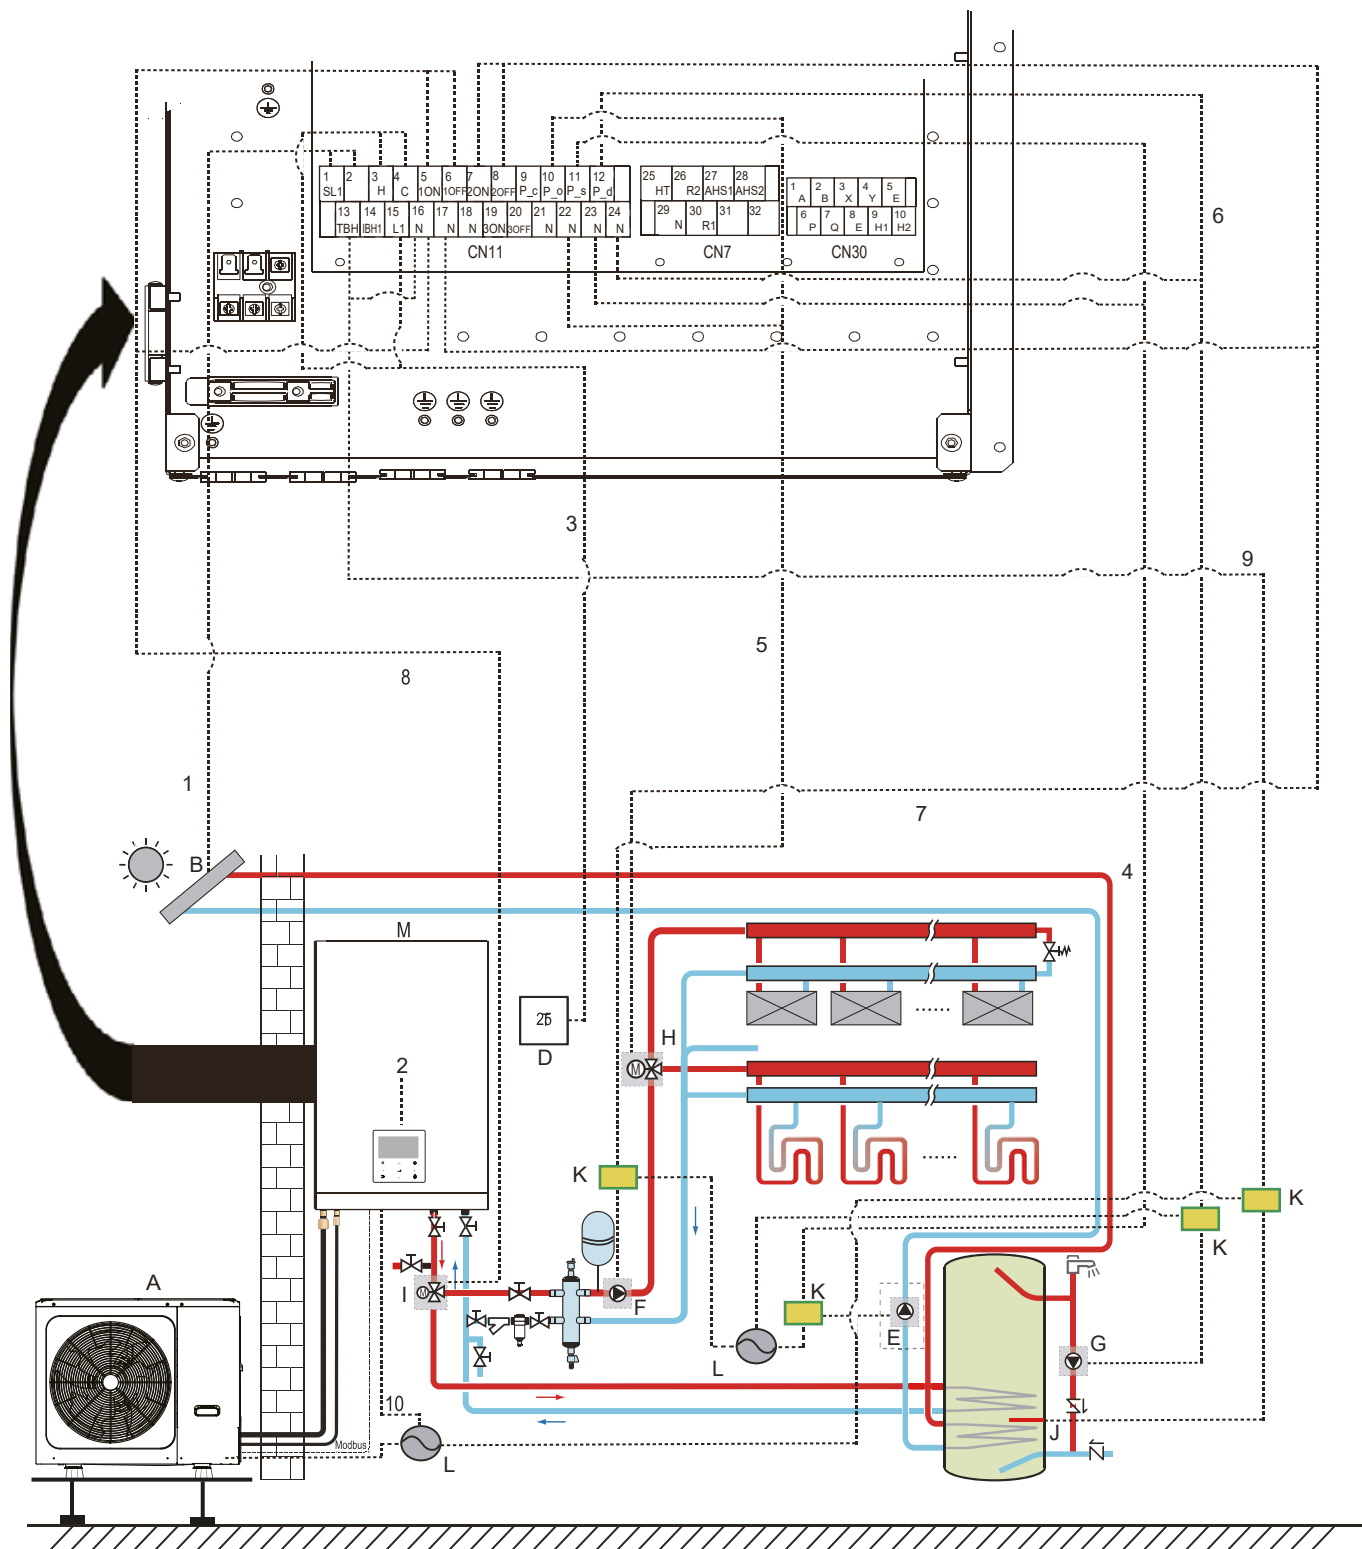 1 2 3 4 5 6 7 8 9 10 11 12
SL1 H C 1ON 1OFF 2ON 2OFF P_c P_o P_s P_d
13 14 15 16 17 18 19 20 21 22 23 24
TBH IBH1 L1 N N N 3ON 3OFF N N N N
CN11
25 26 27 28
HT R2 AHS1 AHS2
29 30 31 32
N R1
CN7
1 2 3 4 5
A B X Y E
6 7 8 9 10
P Q E H1 H2
CN30
6
3
9
5
8
1
7
B
4
M
D
H
2
K
K
K
A
I
F
K
E
G
L
10
Modbus
L
J
M
M